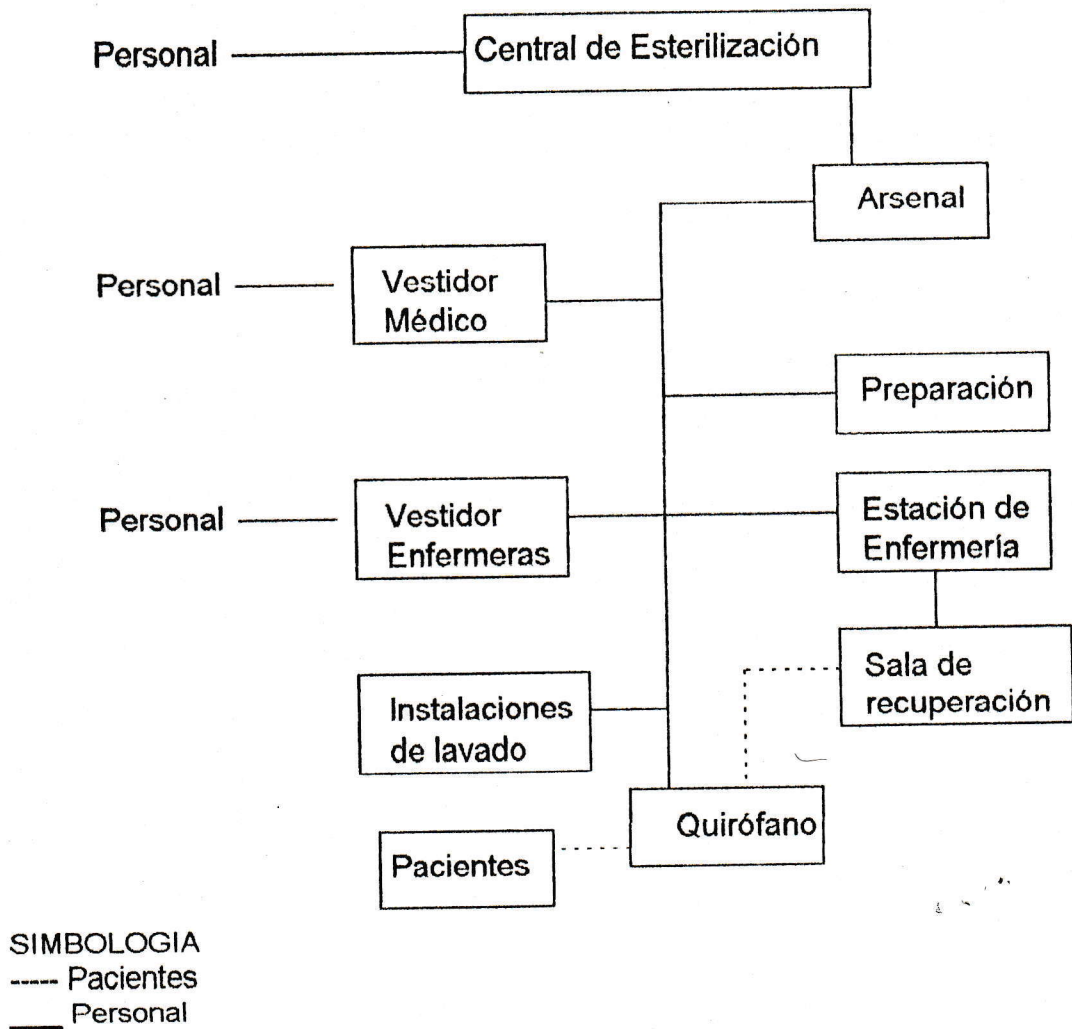 Personal
Central de Esterilización
Arsenal
Personal
Vestidor
Médico
Preparación
Personal
Vestidor
Enfermeras
Estación de
Enfermería
Sala de
recuperación
Instalaciones
de lavado
Quirófano
Pacientes
SIMBOLOGIA
----- Pacientes
____ Personal